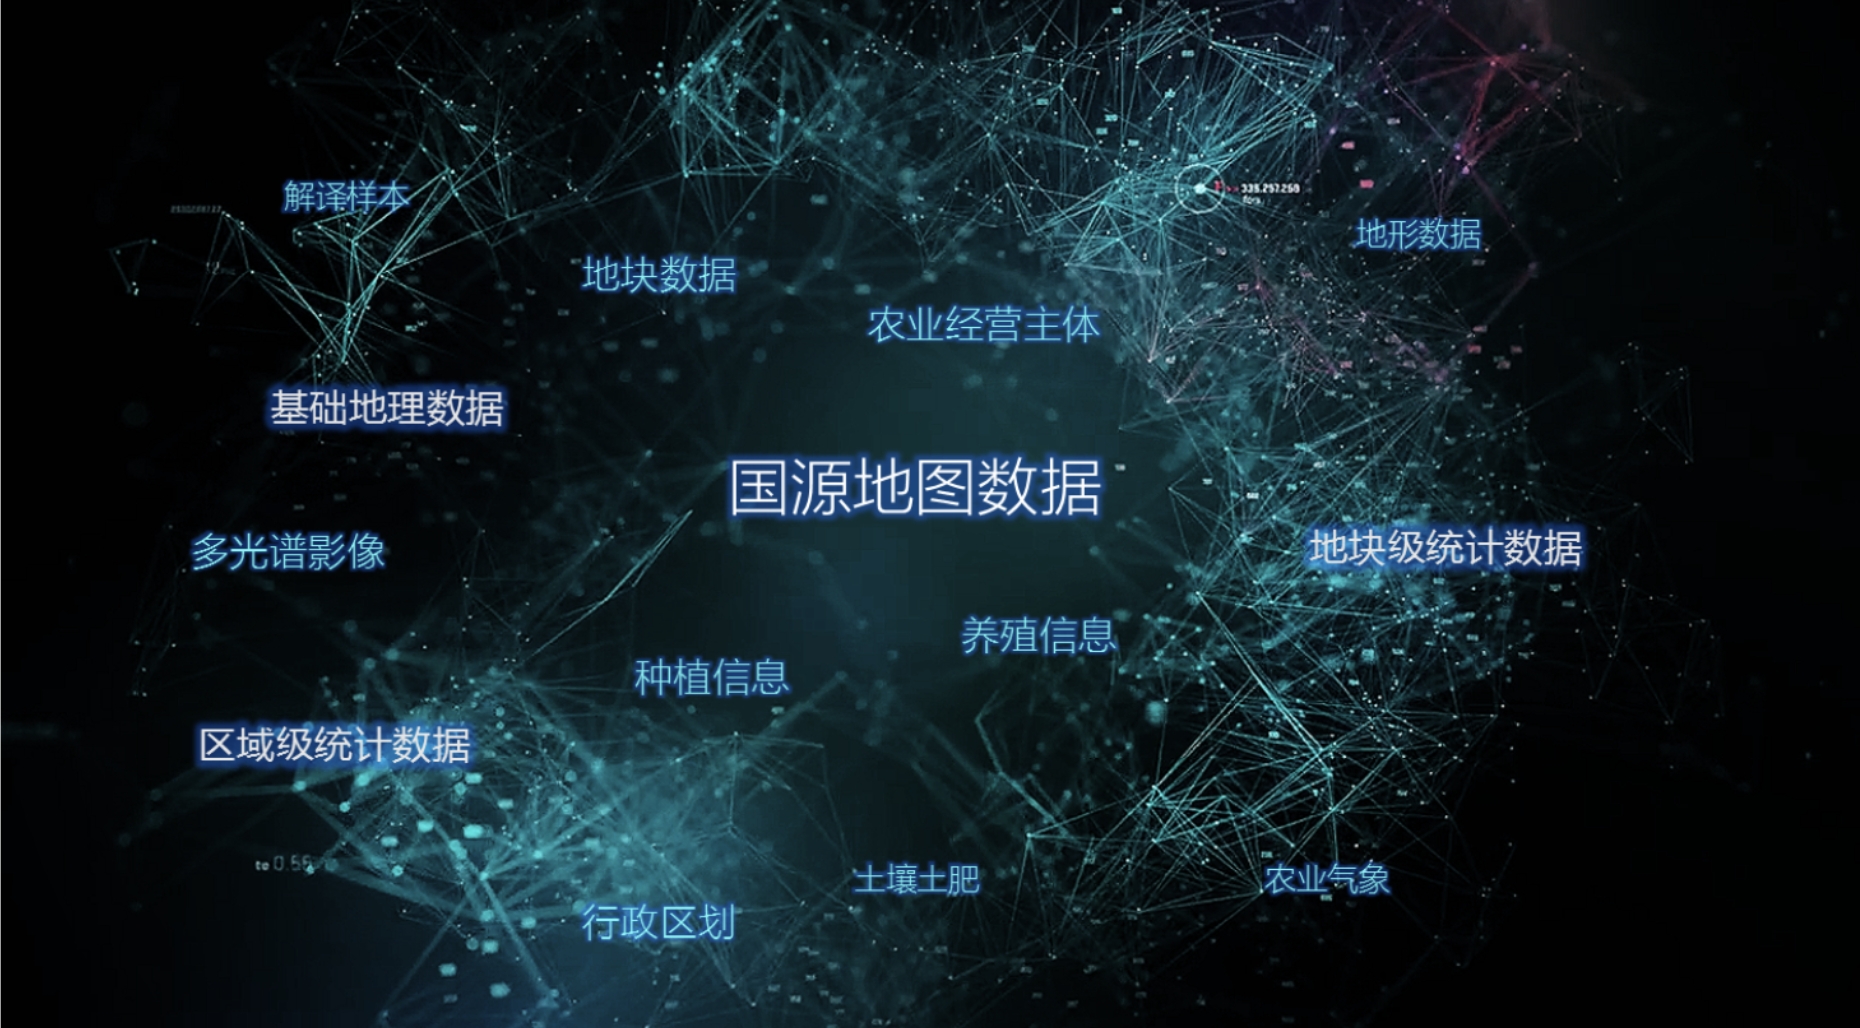 解译样本
地形数据
地块数据
农业经营主体
基础地理数据
国源地图数据
多光谱影像
地块级统计数据
养殖信息
种植信息
区域级统计数据
to 0.56
土壤土肥
农业气象
行政区划